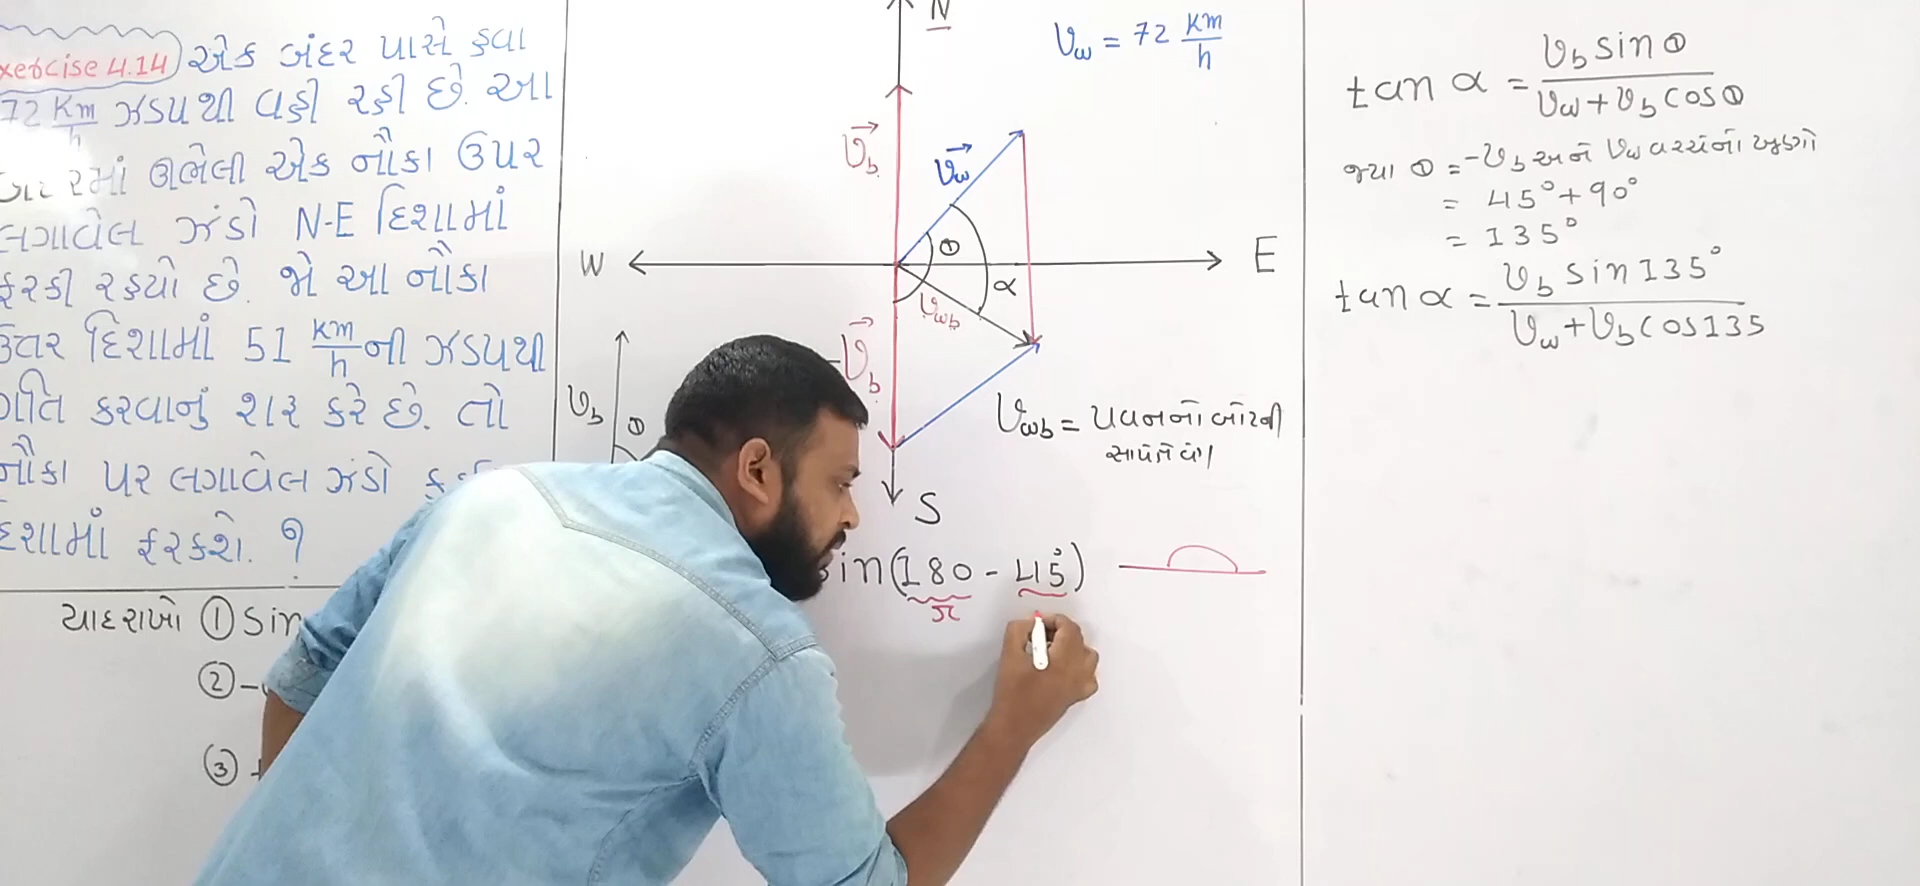 Exercise 4.14 એક બંદર પાસે હવા
72 Km/h ઝડપથી વહી રહી છે. આ
બંદરમાં ઊભેલી એક નૌકા ઉપર
લગાવેલ ઝંડો N-E દિશામાં
ફરકી રહ્યો છે. જો આ નૌકા
ઉત્તર દિશામાં 51 km/h ની ઝડપથી
ગતિ કરવાનું શરૂ કરે છે. તો
નૌકા પર લગાવેલ ઝંડો
દિશામાં ફરકશે. ?
યાદરાખો ① Sin
② -
③
N
W
E
S
Vb
Vw
θ
α
Vwb
-Vb
Vb
θ
Vw = 72 Km/h
Vwb = પવનનો બોટની
સાપેક્ષે વેગ
sin(180 - 45°)
π
tan α = Vb sin θ / Vw + Vb cos θ
જ્યા θ = -Vb અને Vw વચ્ચેનો ખૂણો
= 45° + 90°
= 135°
tan α = Vb Sin 135° / Vw + Vb Cos 135